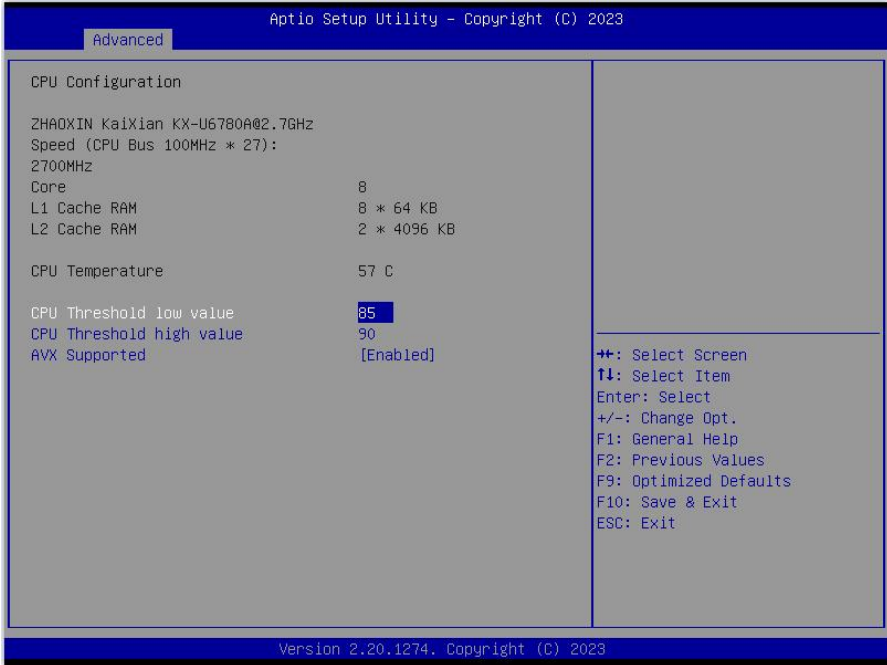 Aptio Setup Utility – Copyright (C) 2023
Advanced
CPU Configuration
ZHAOXIN KaiXian KX-U6780A@2.7GHz
Speed (CPU Bus 100MHz * 27):
2700MHz
Core 8
L1 Cache RAM 8 * 64 KB
L2 Cache RAM 2 * 4096 KB
CPU Temperature 57 C
CPU Threshold low value 85
CPU Threshold high value 90
AVX Supported [Enabled]
→←: Select Screen
↑↓: Select Item
Enter: Select
+/-: Change Opt.
F1: General Help
F2: Previous Values
F9: Optimized Defaults
F10: Save & Exit
ESC: Exit
Version 2.20.1274. Copyright (C) 2023